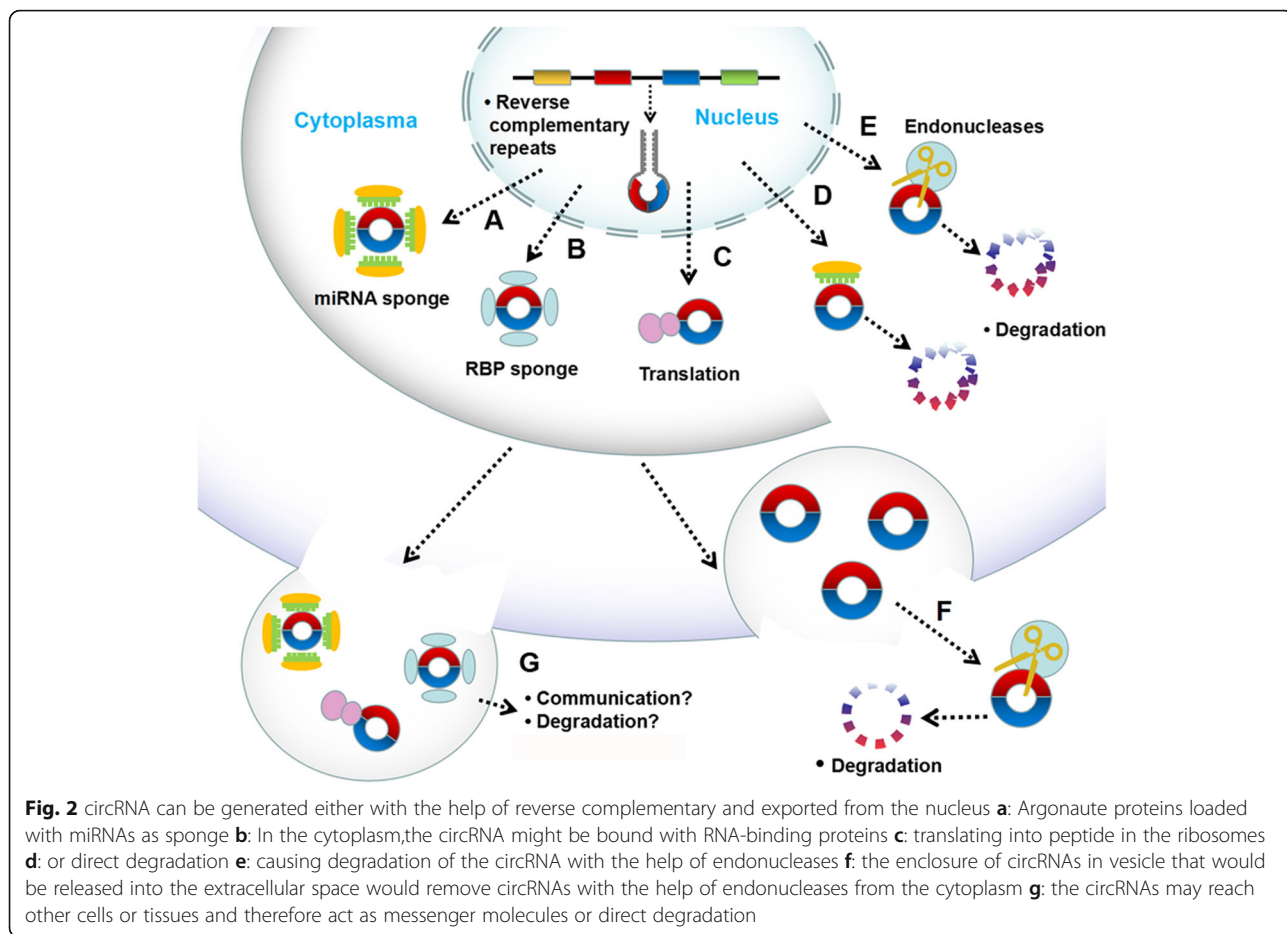 • Reverse
complementary
repeats
Nucleus
Cytoplasma
E
Endonucleases
A
B
C
D
miRNA sponge
RBP sponge
Translation
• Degradation
F
G
• Communication?
• Degradation?
• Degradation
Fig. 2 circRNA can be generated either with the help of reverse complementary and exported from the nucleus a: Argonaute proteins loaded
with miRNAs as sponge b: In the cytoplasm,the circRNA might be bound with RNA-binding proteins c: translating into peptide in the ribosomes
d: or direct degradation e: causing degradation of the circRNA with the help of endonucleases f: the enclosure of circRNAs in vesicle that would
be released into the extracellular space would remove circRNAs with the help of endonucleases from the cytoplasm g: the circRNAs may reach
other cells or tissues and therefore act as messenger molecules or direct degradation